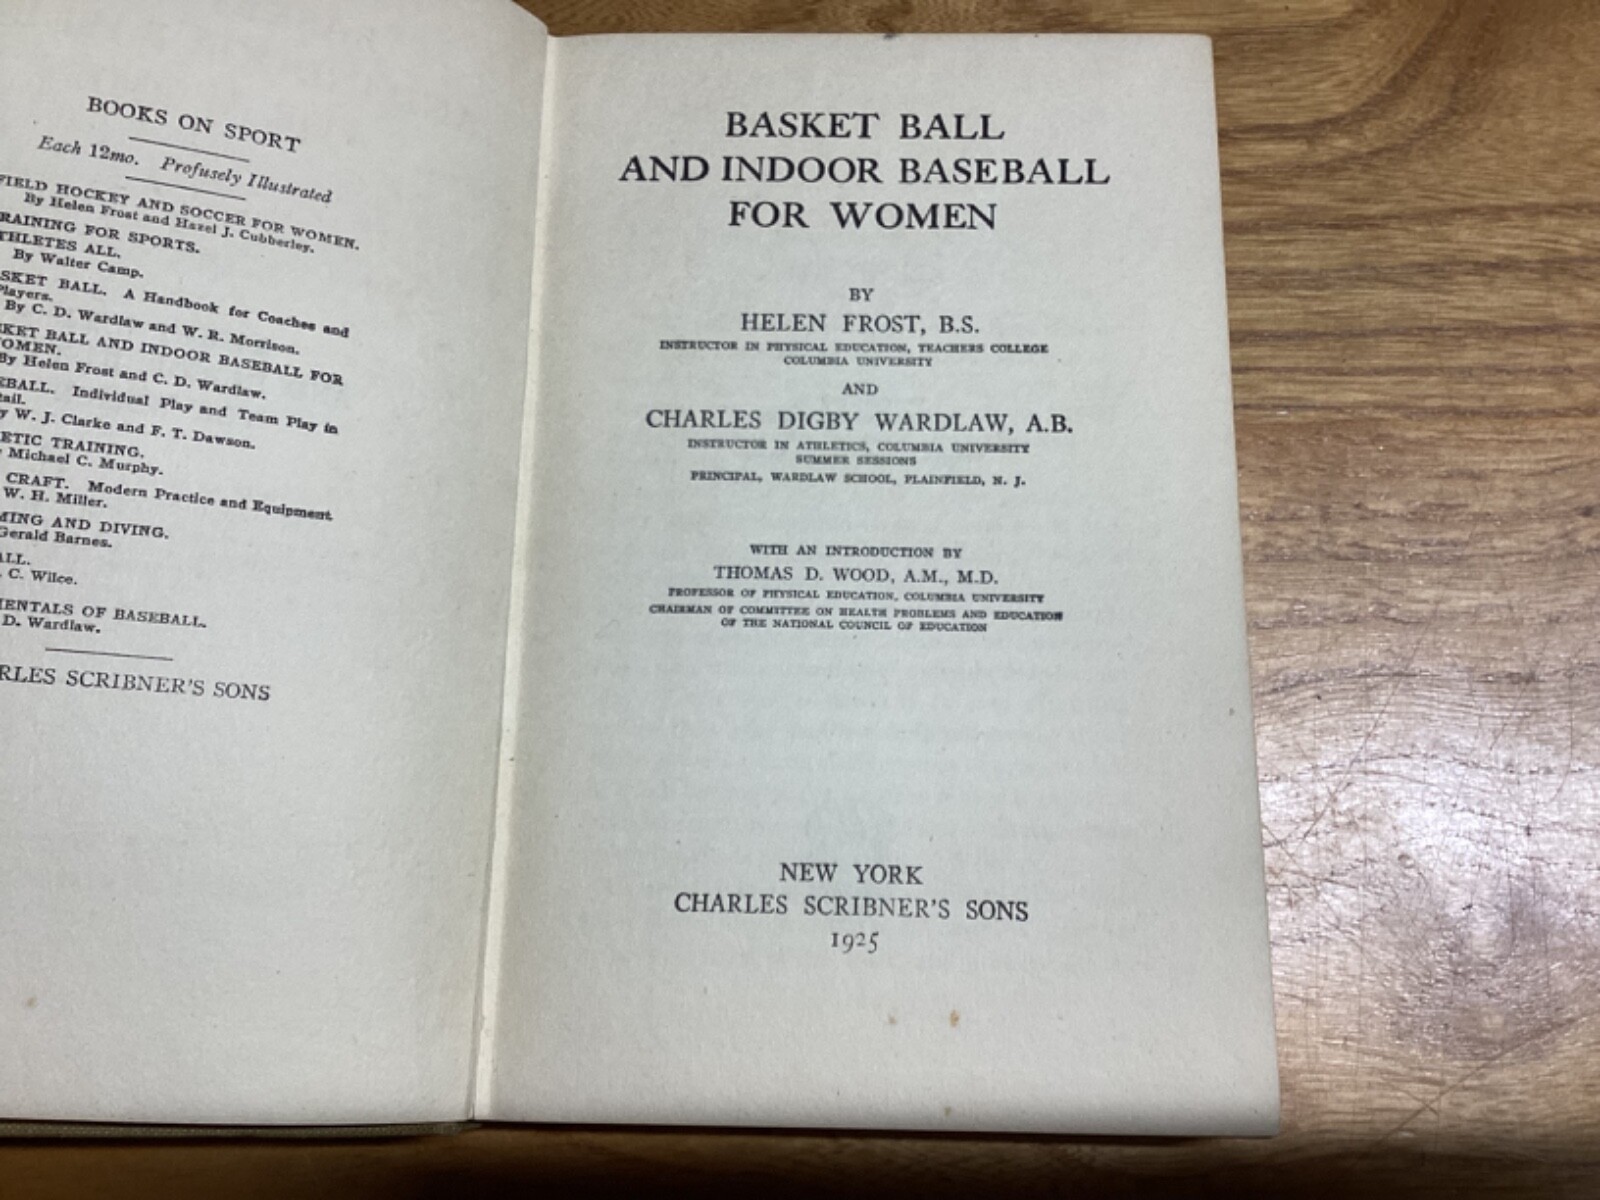 BOOKS ON SPORT
Each 12mo. Profusely Illustrated
FIELD HOCKEY AND SOCCER FOR WOMEN.
By Helen Frost and Hazel J. Cubberley.
RAINING FOR SPORTS.
THLETES ALL.
By Walter Camp.
SKET BALL. A Handbook for Coaches and
Players.
By C. D. Wardlaw and W. R. Morrison.
KET BALL AND INDOOR BASEBALL FOR
OMEN.
By Helen Frost and C. D. Wardlaw.
EBALL. Individual Play and Team Play in
tail.
y W. J. Clarke and F. T. Dawson.
ETIC TRAINING.
Michael C. Murphy.
CRAFT. Modern Practice and Equipment.
W. H. Miller.
MING AND DIVING.
Gerald Barnes.
ALL.
. C. Wilce.
MENTALS OF BASEBALL.
D. Wardlaw.
RLES SCRIBNER'S SONS
BASKET BALL
AND INDOOR BASEBALL
FOR WOMEN
BY
HELEN FROST, B.S.
INSTRUCTOR IN PHYSICAL EDUCATION, TEACHERS COLLEGE
COLUMBIA UNIVERSITY
AND
CHARLES DIGBY WARDLAW, A.B.
INSTRUCTOR IN ATHLETICS, COLUMBIA UNIVERSITY
SUMMER SESSIONS
PRINCIPAL, WARDLAW SCHOOL, PLAINFIELD, N. J.
WITH AN INTRODUCTION BY
THOMAS D. WOOD, A.M., M.D.
PROFESSOR OF PHYSICAL EDUCATION, COLUMBIA UNIVERSITY
CHAIRMAN OF COMMITTEE ON HEALTH PROBLEMS AND EDUCATION
OF THE NATIONAL COUNCIL OF EDUCATION
NEW YORK
CHARLES SCRIBNER'S SONS
1925